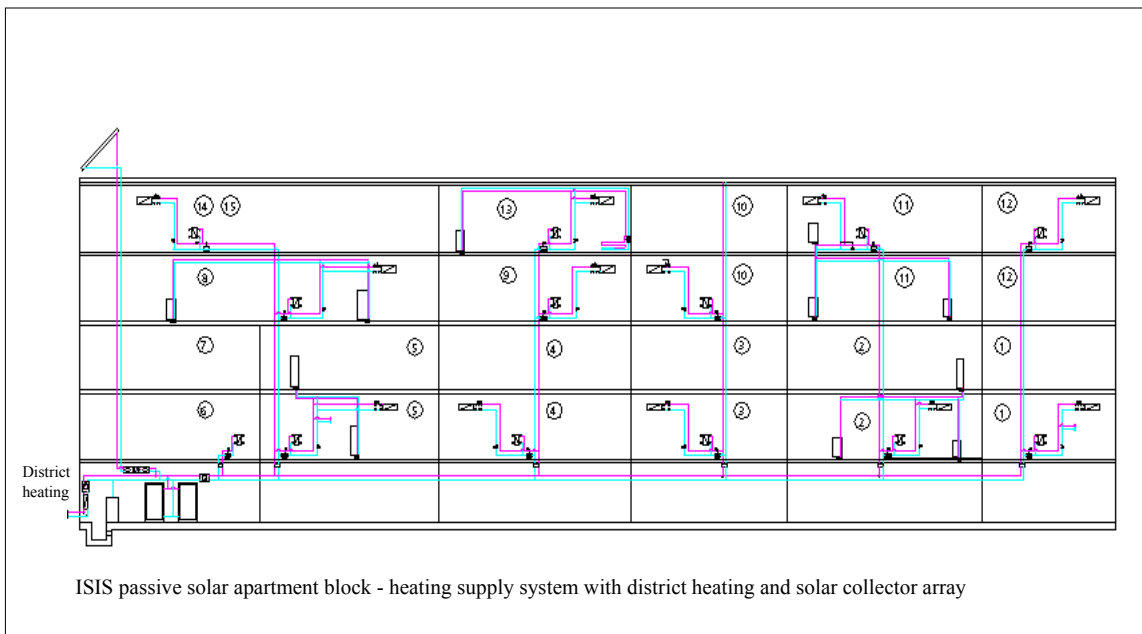 14 15 13 10 11 12
8 9 10 11 12
7 5 4 3 2 1
6 5 4 3 2 1
District
heating
ISIS passive solar apartment block - heating supply system with district heating and solar collector array